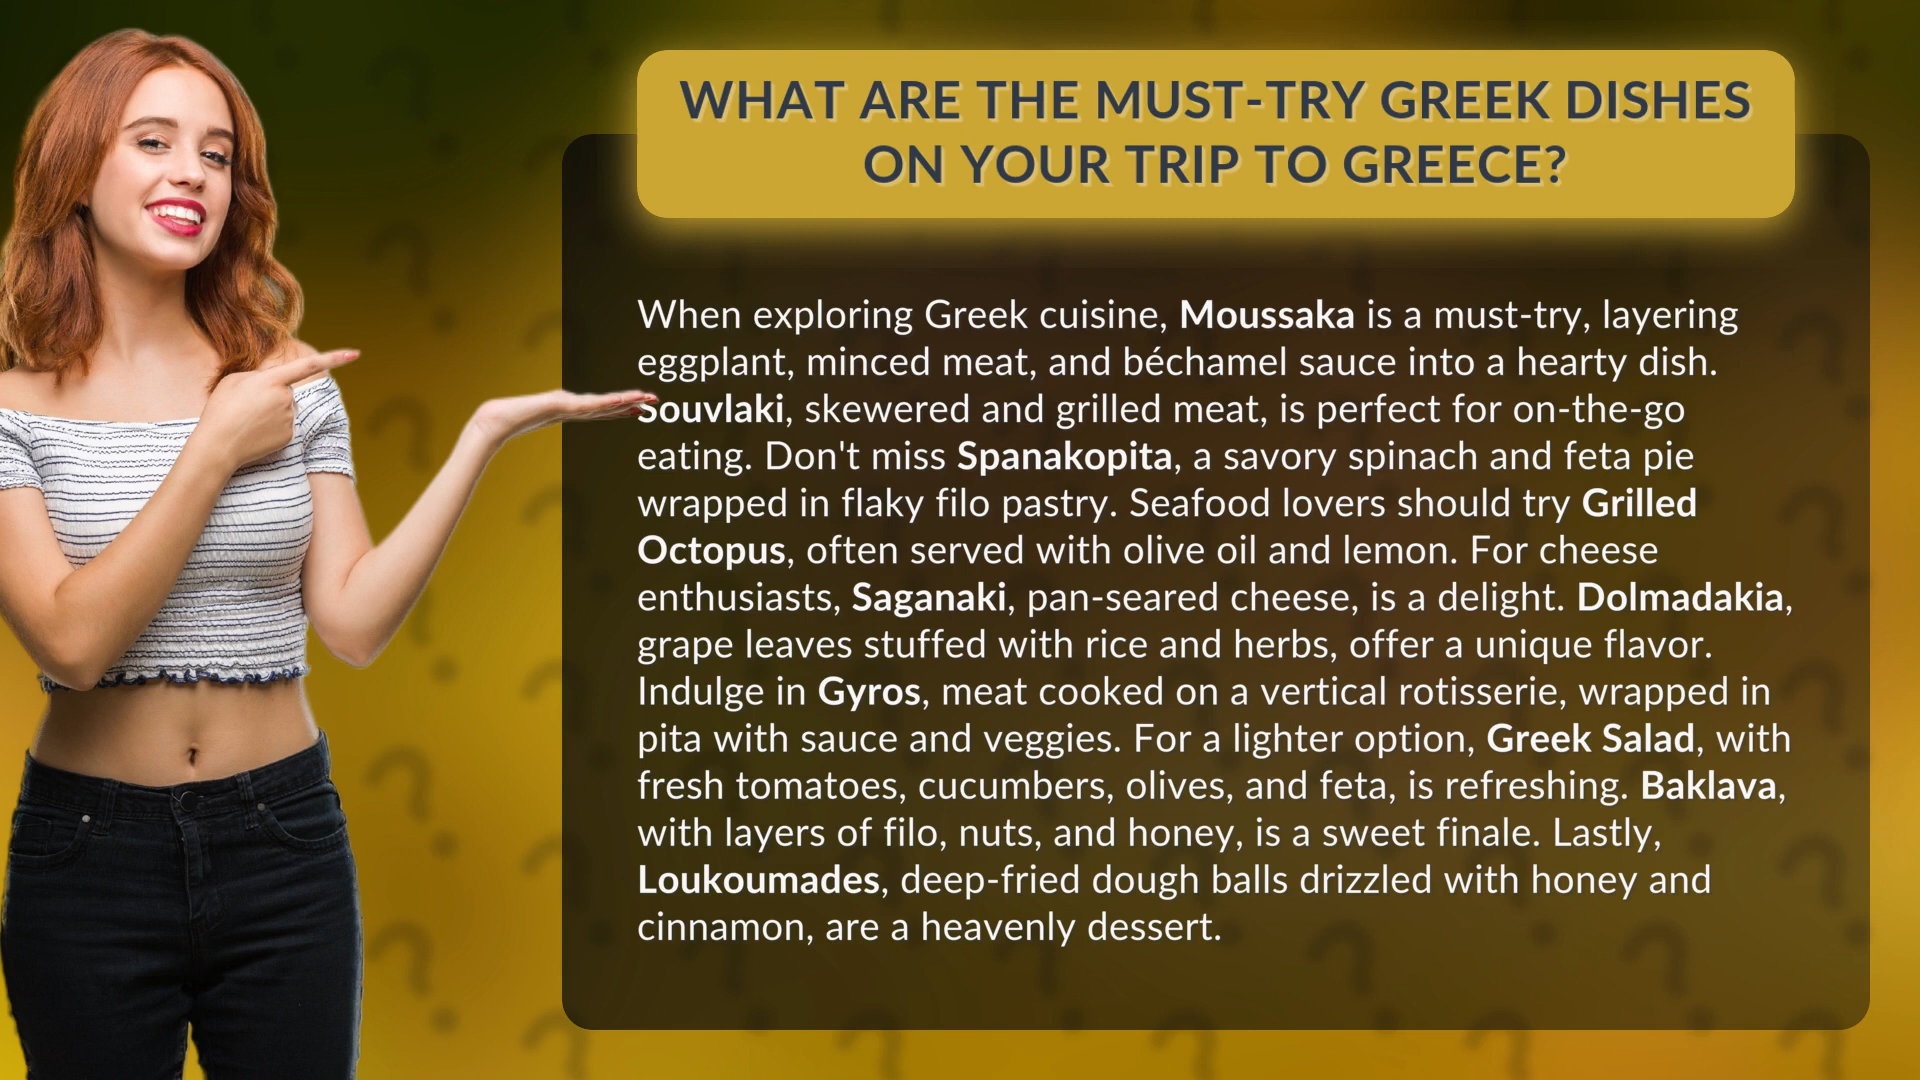 WHAT ARE THE MUST-TRY GREEK DISHES
ON YOUR TRIP TO GREECE?
When exploring Greek cuisine, Moussaka is a must-try, layering
eggplant, minced meat, and béchamel sauce into a hearty dish.
Souvlaki, skewered and grilled meat, is perfect for on-the-go
eating. Don't miss Spanakopita, a savory spinach and feta pie
wrapped in flaky filo pastry. Seafood lovers should try Grilled
Octopus, often served with olive oil and lemon. For cheese
enthusiasts, Saganaki, pan-seared cheese, is a delight. Dolmadakia,
grape leaves stuffed with rice and herbs, offer a unique flavor.
Indulge in Gyros, meat cooked on a vertical rotisserie, wrapped in
pita with sauce and veggies. For a lighter option, Greek Salad, with
fresh tomatoes, cucumbers, olives, and feta, is refreshing. Baklava,
with layers of filo, nuts, and honey, is a sweet finale. Lastly,
Loukoumades, deep-fried dough balls drizzled with honey and
cinnamon, are a heavenly dessert.